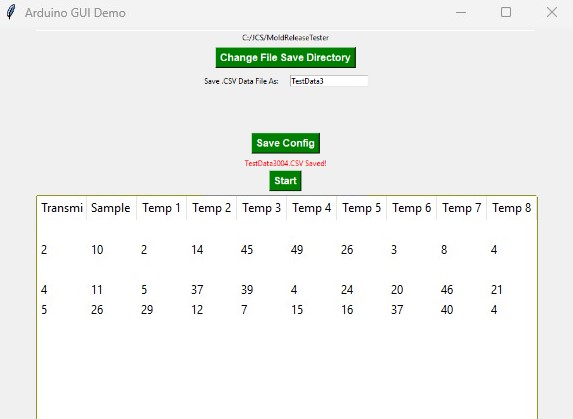 Arduino GUI Demo
C:/JCS/MoldReleaseTester
Change File Save Directory
Save .CSV Data File As: TestData3
Save Config
TestData3004.CSV Saved!
Start
Transmi Sample Temp 1 Temp 2 Temp 3 Temp 4 Temp 5 Temp 6 Temp 7 Temp 8
2 10 2 14 45 49 26 3 8 4
4 11 5 37 39 4 24 20 46 21
5 26 29 12 7 15 16 37 40 4